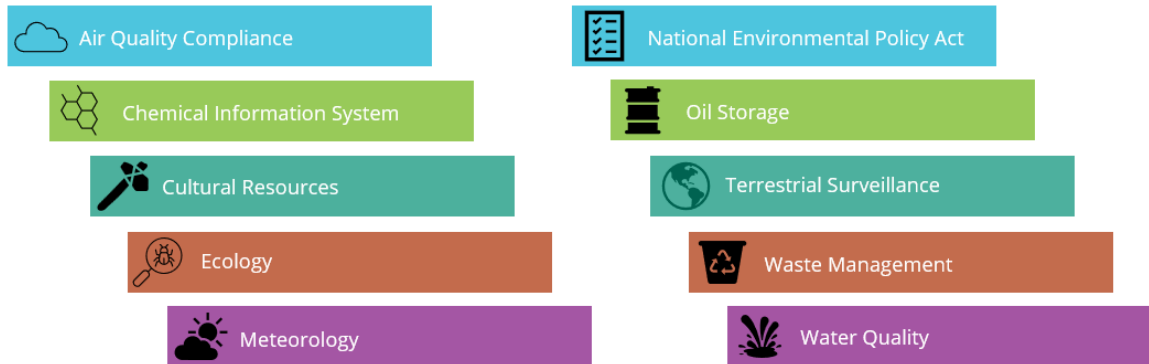 Air Quality Compliance
Chemical Information System
Cultural Resources
Ecology
Meteorology
National Environmental Policy Act
Oil Storage
Terrestrial Surveillance
Waste Management
Water Quality